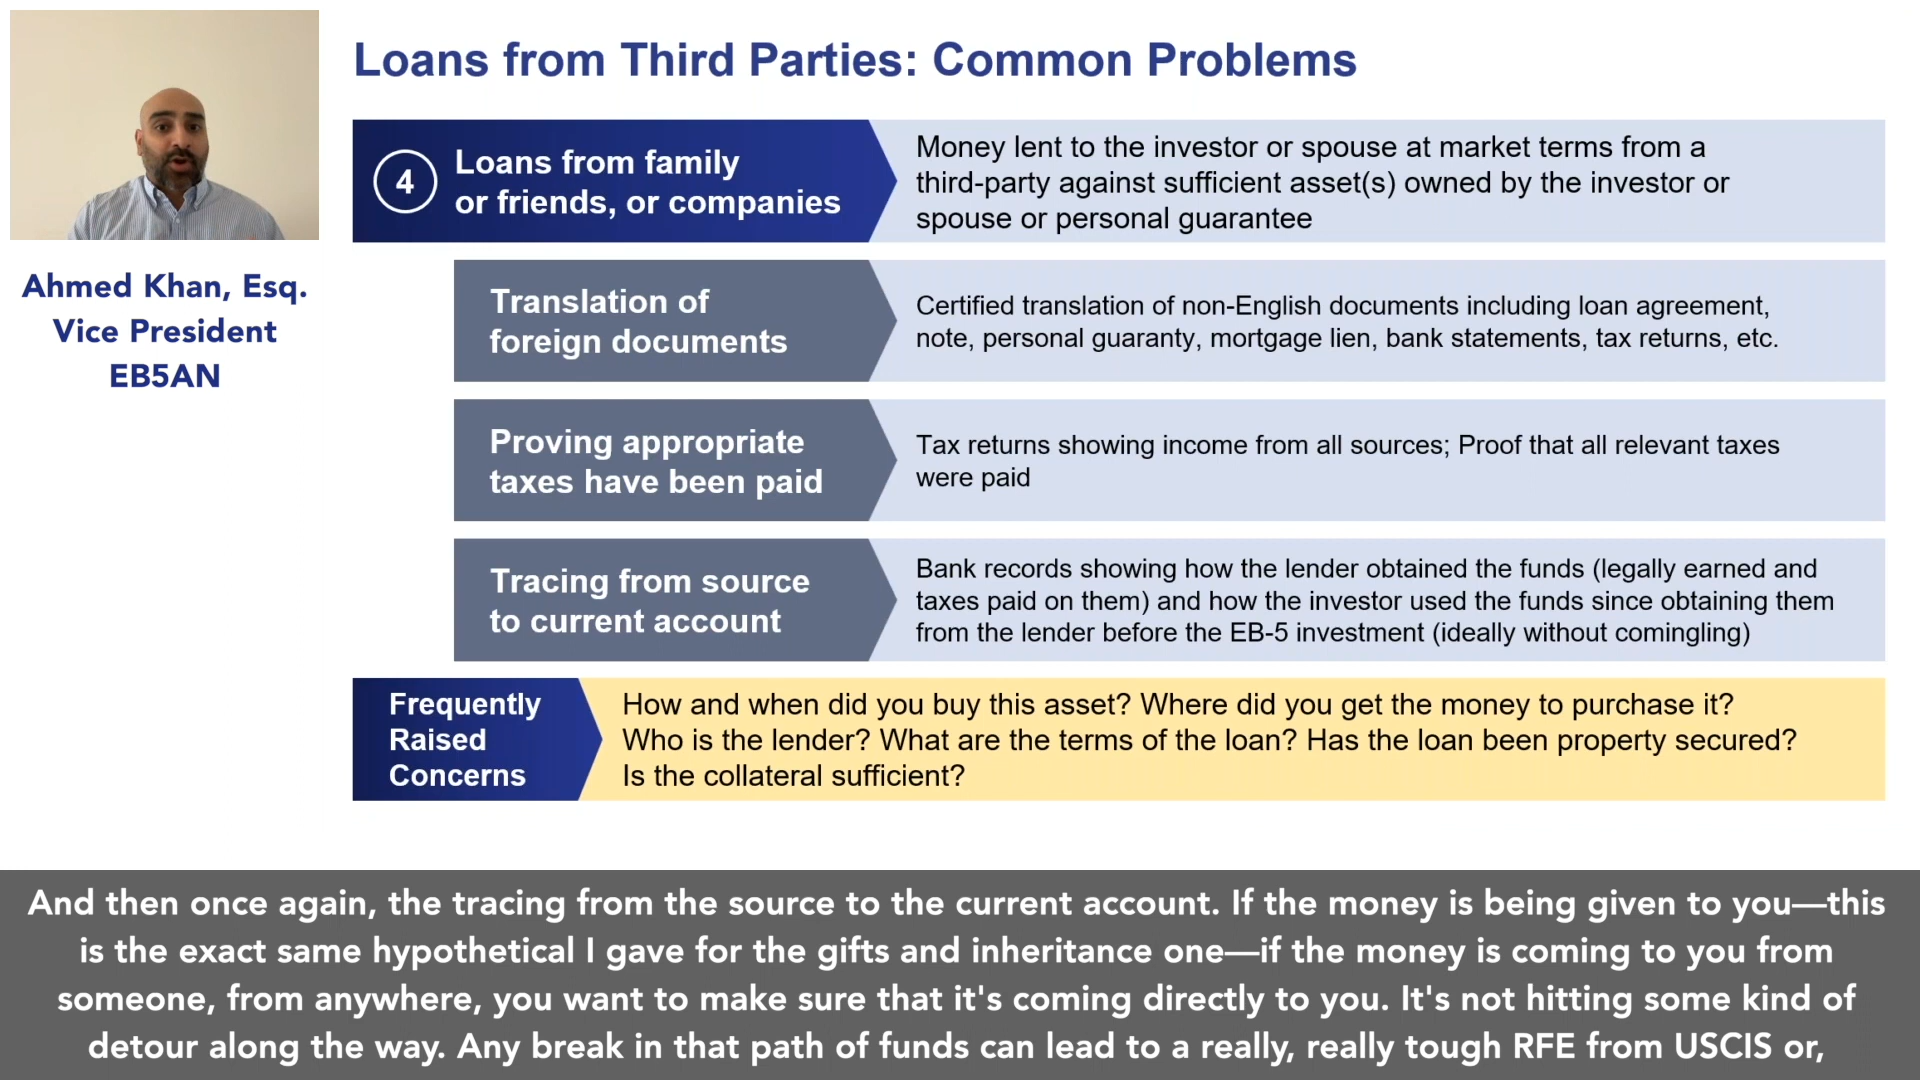 Loans from Third Parties: Common Problems
4
Loans from family
or friends, or companies
Money lent to the investor or spouse at market terms from a
third-party against sufficient asset(s) owned by the investor or
spouse or personal guarantee
Ahmed Khan, Esq.
Vice President
EB5AN
Translation of
foreign documents
Certified translation of non-English documents including loan agreement,
note, personal guaranty, mortgage lien, bank statements, tax returns, etc.
Proving appropriate
taxes have been paid
Tax returns showing income from all sources; Proof that all relevant taxes
were paid
Tracing from source
to current account
Bank records showing how the lender obtained the funds (legally earned and
taxes paid on them) and how the investor used the funds since obtaining them
from the lender before the EB-5 investment (ideally without comingling)
Frequently
Raised
Concerns
How and when did you buy this asset? Where did you get the money to purchase it?
Who is the lender? What are the terms of the loan? Has the loan been property secured?
Is the collateral sufficient?
And then once again, the tracing from the source to the current account. If the money is being given to you—this
is the exact same hypothetical I gave for the gifts and inheritance one—if the money is coming to you from
someone, from anywhere, you want to make sure that it's coming directly to you. It's not hitting some kind of
detour along the way. Any break in that path of funds can lead to a really, really tough RFE from USCIS or,